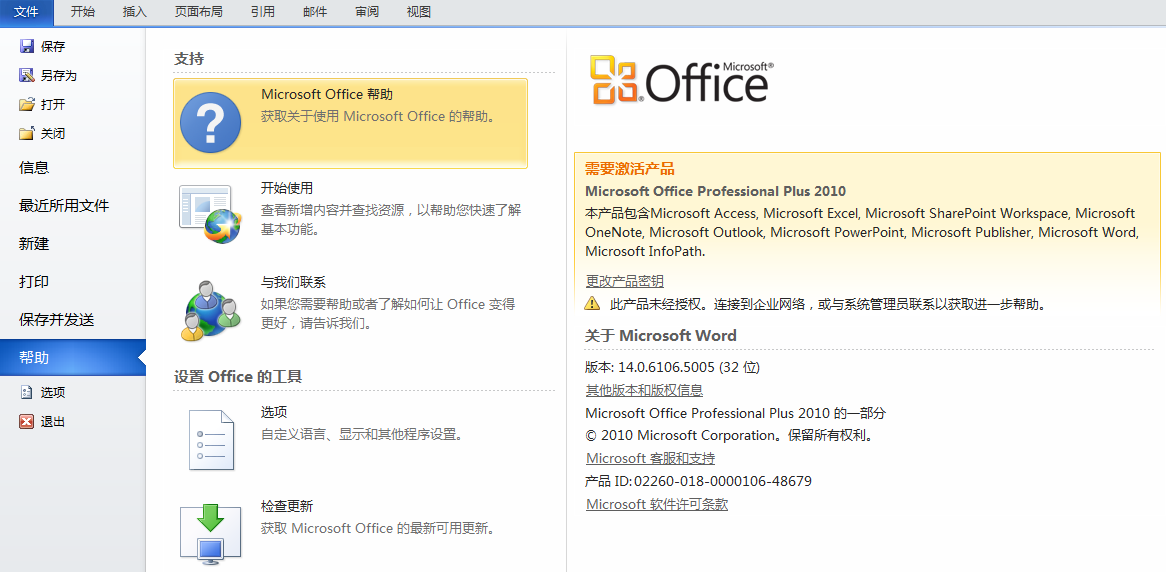 文件 开始 插入 页面布局 引用 邮件 审阅 视图
保存
另存为
打开
关闭
信息
最近所用文件
新建
打印
保存并发送
帮助
选项
退出
支持
Microsoft Office 帮助
获取关于使用 Microsoft Office 的帮助。
开始使用
查看新增内容并查找资源，以帮助您快速了解
基本功能。
与我们联系
如果您需要帮助或者了解如何让 Office 变得
更好，请告诉我们。
设置 Office 的工具
选项
自定义语言、显示和其他程序设置。
检查更新
获取 Microsoft Office 的最新可用更新。
Microsoft®
Office
需要激活产品
Microsoft Office Professional Plus 2010
本产品包含Microsoft Access, Microsoft Excel, Microsoft SharePoint Workspace, Microsoft
OneNote, Microsoft Outlook, Microsoft PowerPoint, Microsoft Publisher, Microsoft Word,
Microsoft InfoPath.
更改产品密钥
此产品未经授权。连接到企业网络，或与系统管理员联系以获取进一步帮助。
关于 Microsoft Word
版本: 14.0.6106.5005 (32 位)
其他版本和版权信息
Microsoft Office Professional Plus 2010 的一部分
© 2010 Microsoft Corporation。保留所有权利。
Microsoft 客服和支持
产品 ID:02260-018-0000106-48679
Microsoft 软件许可条款